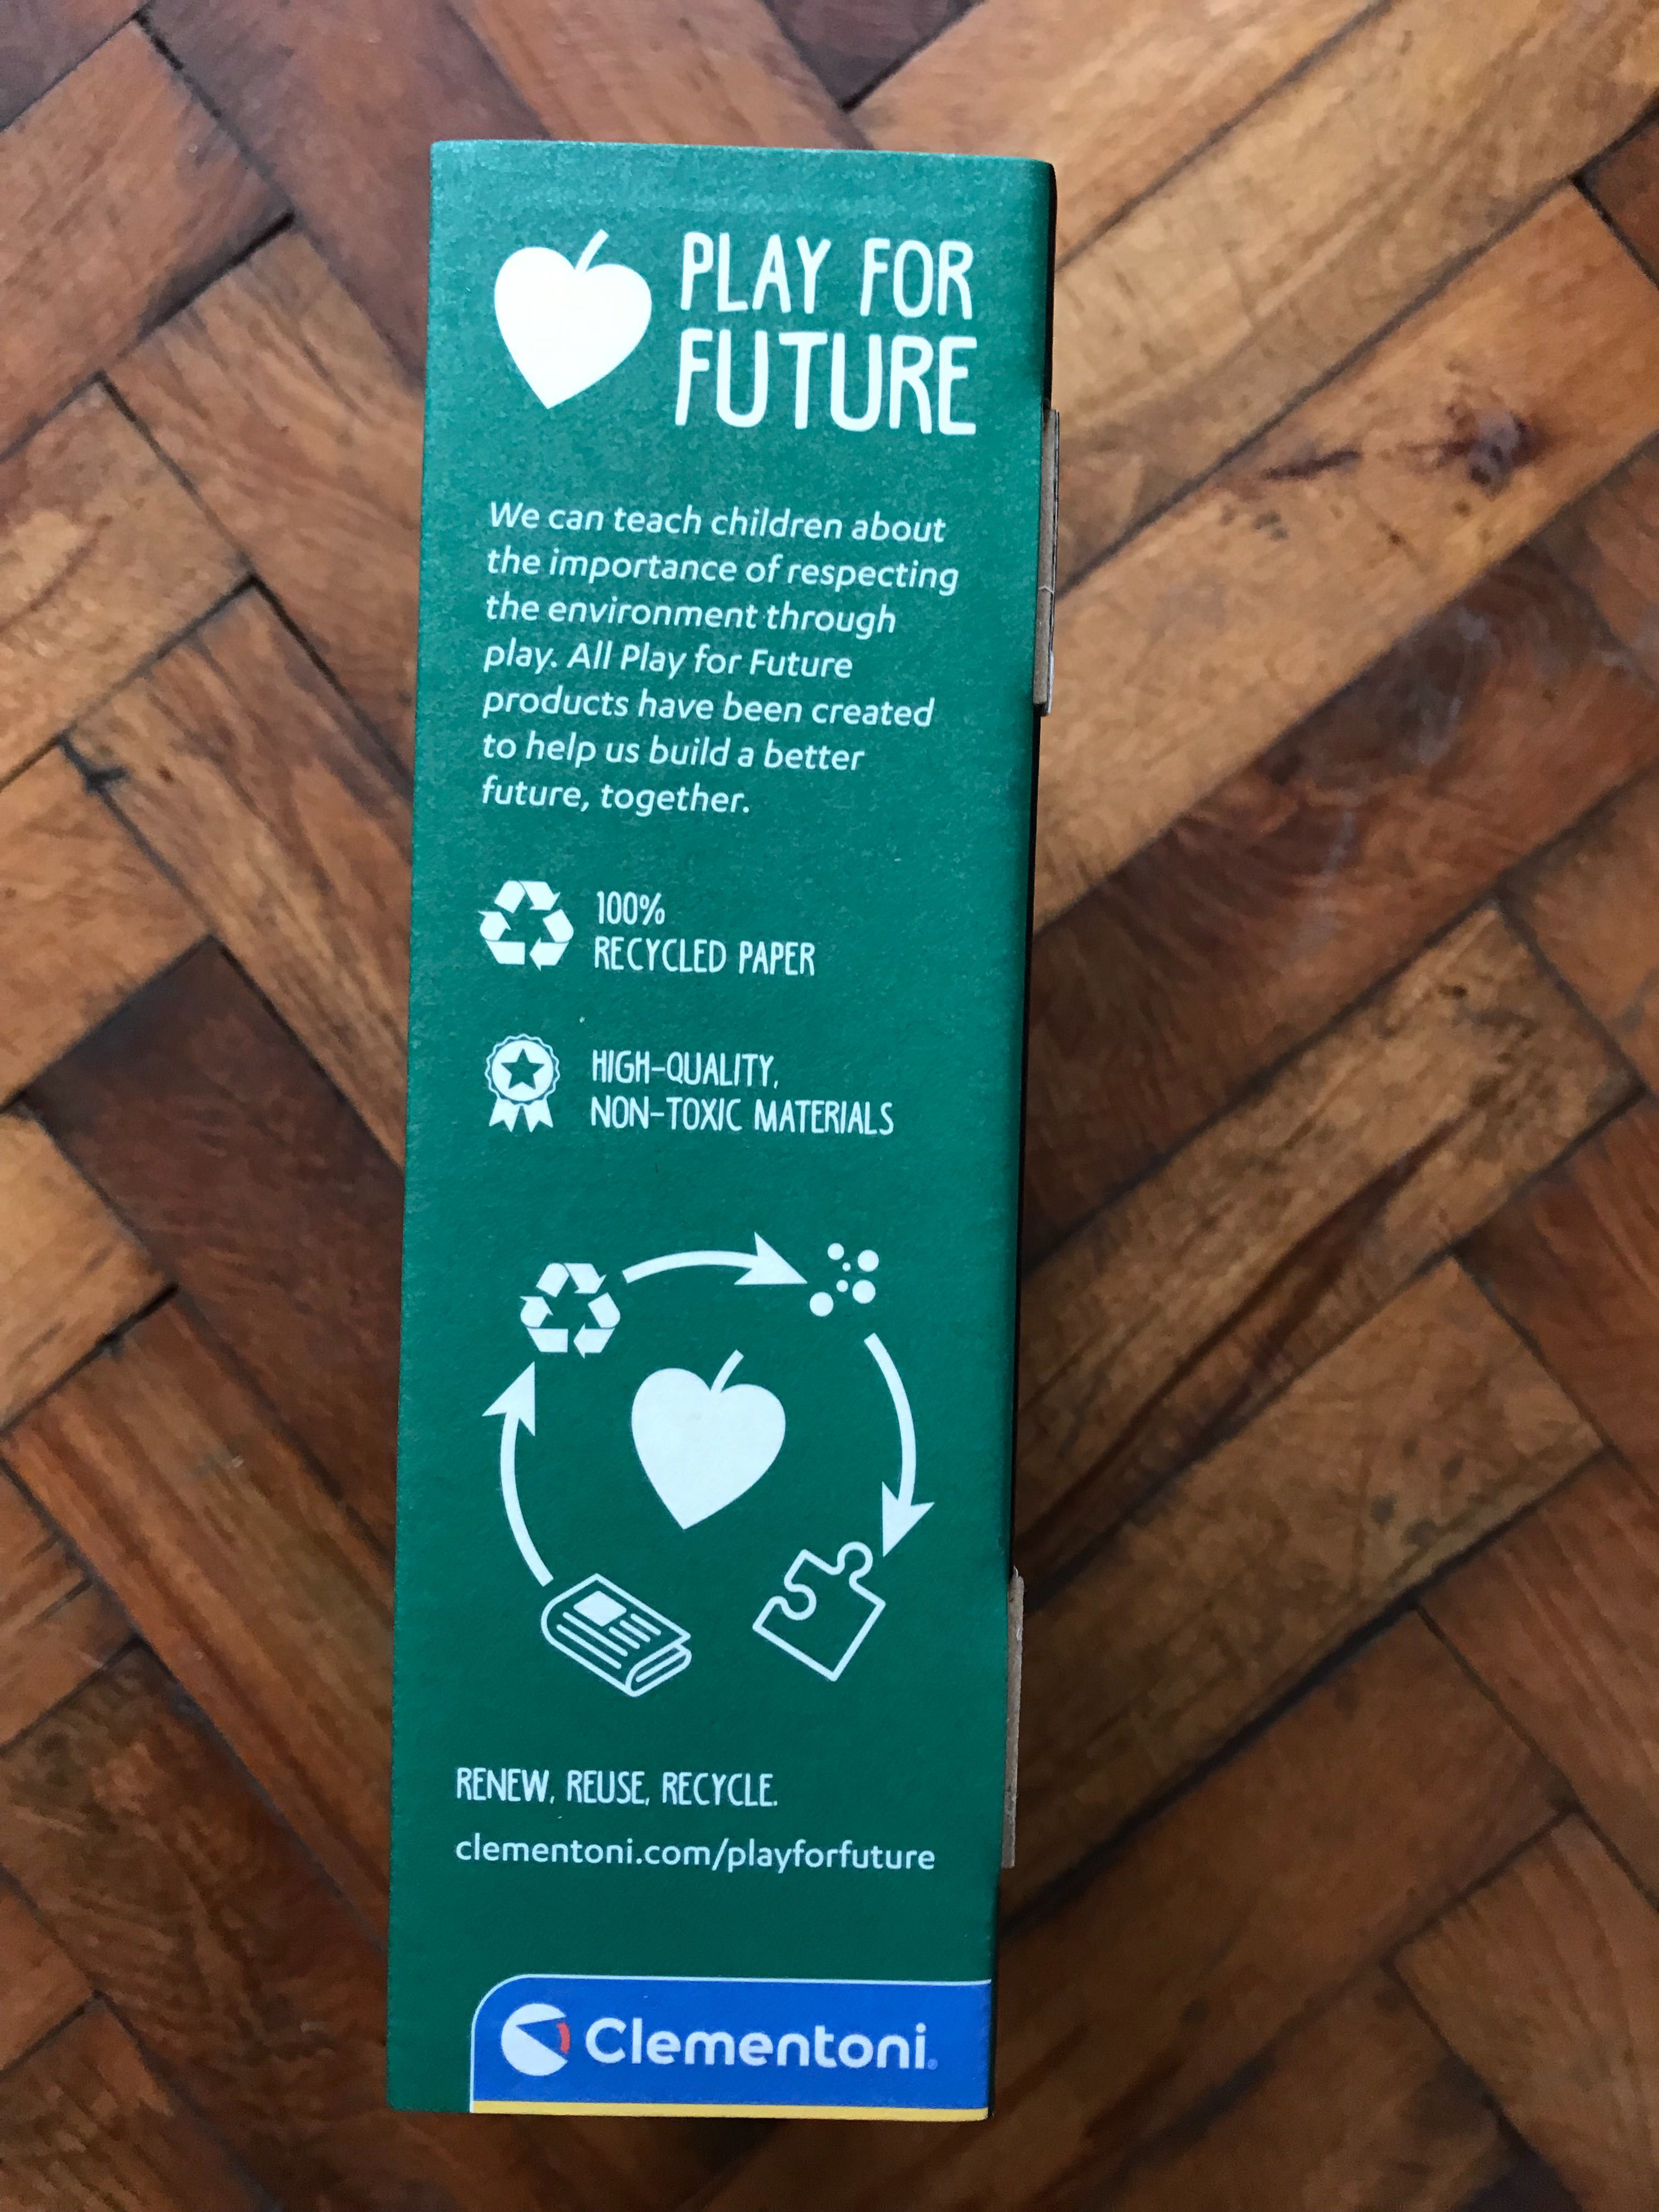 PLAY FOR
FUTURE
We can teach children about
the importance of respecting
the environment through
play. All Play for Future
products have been created
to help us build a better
future, together.
100%
RECYCLED PAPER
HIGH-QUALITY,
NON-TOXIC MATERIALS
RENEW, REUSE, RECYCLE.
clementoni.com/playforfuture
Clementoni®